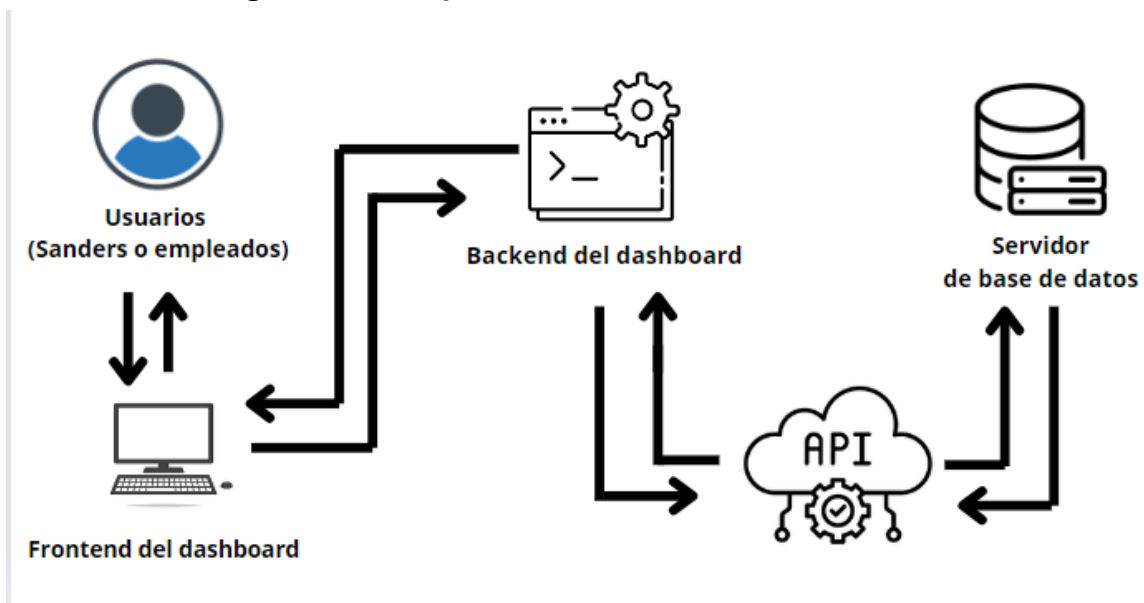 Usuarios
(Sanders o empleados)
Backend del dashboard
Servidor
de base de datos
API
Frontend del dashboard